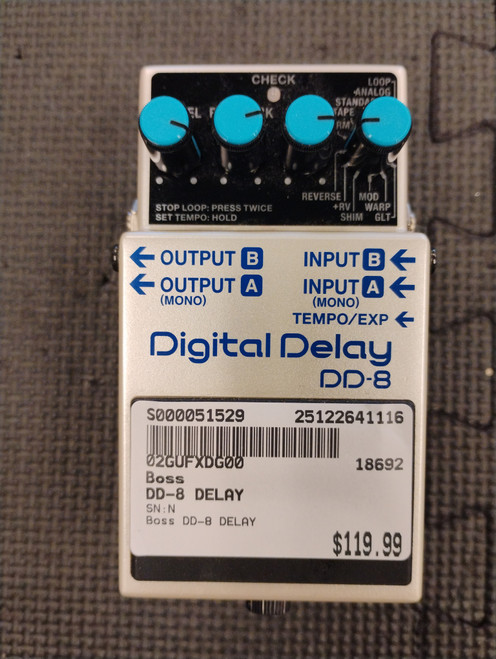 CHECK
LOOP
ANALOG
TAPE
REVERSE
MOD
+RV
WARP
SHIM
GLT
STOP LOOP: PRESS TWICE
SET TEMPO: HOLD
OUTPUT B
INPUT B
OUTPUT A
(MONO)
INPUT A
(MONO)
TEMPO/EXP
Digital Delay
DD-8
S000051529
25122641116
02GUFXDG00
18692
Boss
DD-8 DELAY
SN:N
Boss DD-8 DELAY
$119.99